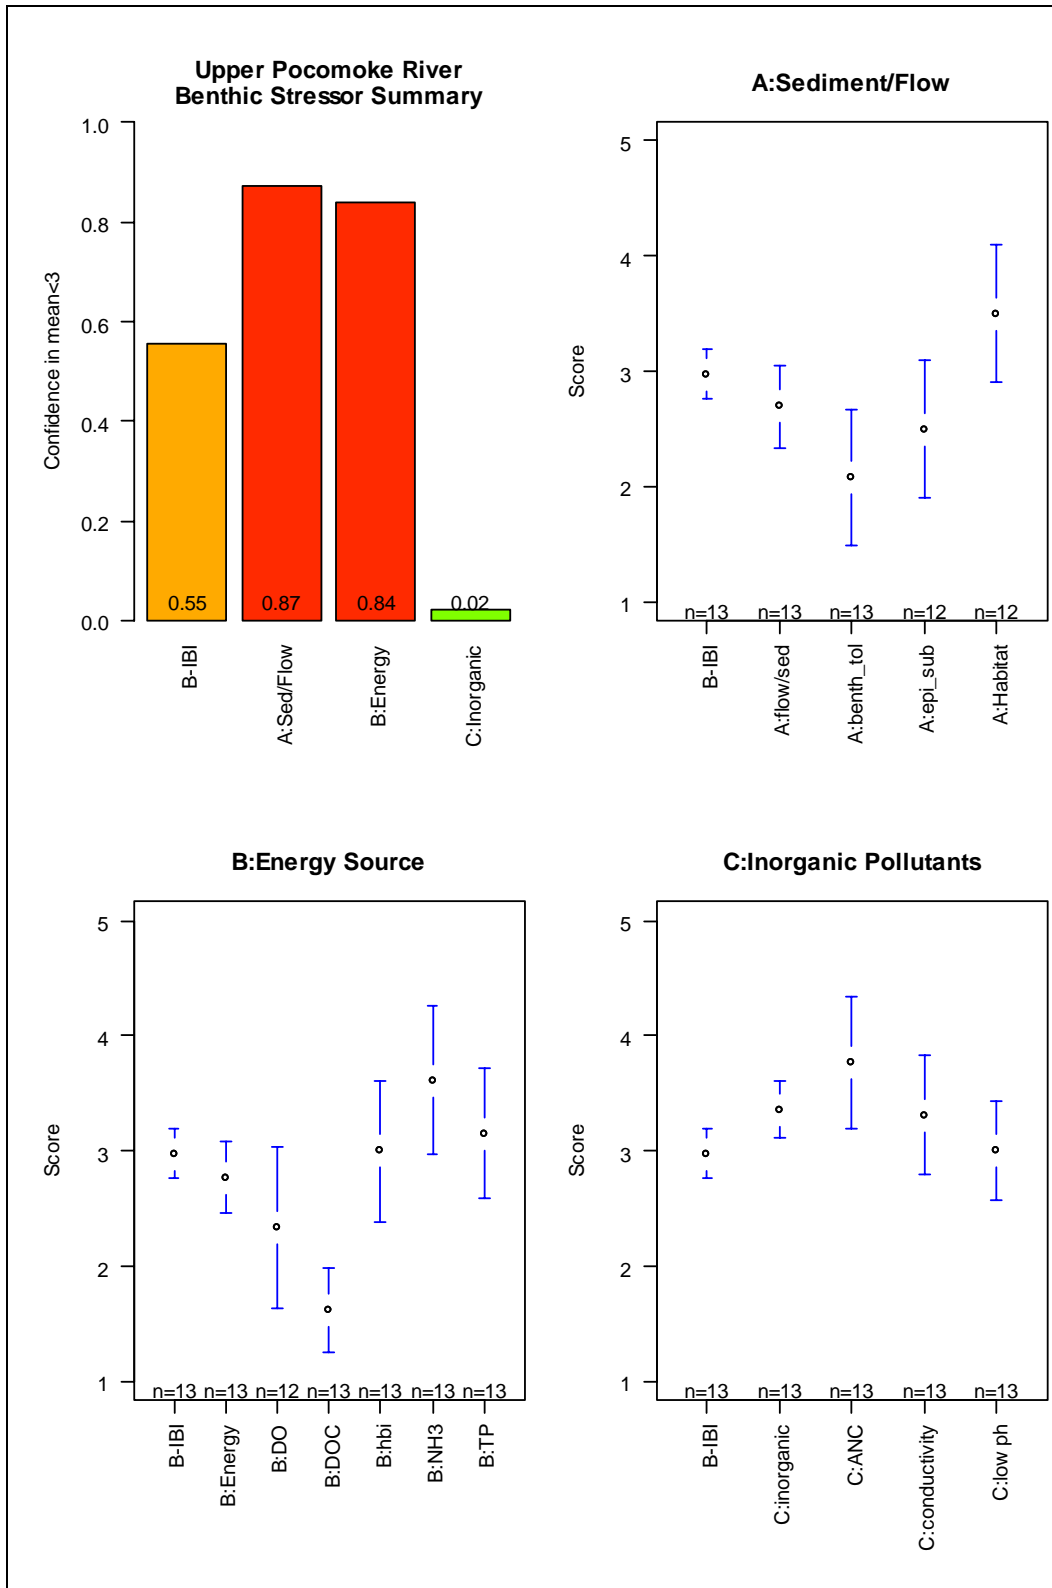 Upper Pocomoke River
Benthic Stressor Summary
Confidence in mean<3
1.0
0.8
0.6
0.4
0.2
0.0
0.55
0.87
0.84
0.02
B-IBI
A:Sed/Flow
B:Energy
C:Inorganic
A:Sediment/Flow
Score
5
4
3
2
1
n=13
n=13
n=13
n=12
n=12
B-IBI
A:flow/sed
A:benth_tol
A:epi_sub
A:Habitat
B:Energy Source
Score
5
4
3
2
1
n=13
n=13
n=12
n=13
n=13
n=13
n=13
B-IBI
B:Energy
B:DO
B:DOC
B:hbi
B:NH3
B:TP
C:Inorganic Pollutants
Score
5
4
3
2
1
n=13
n=13
n=13
n=13
n=13
B-IBI
C:inorganic
C:ANC
C:conductivity
C:low ph